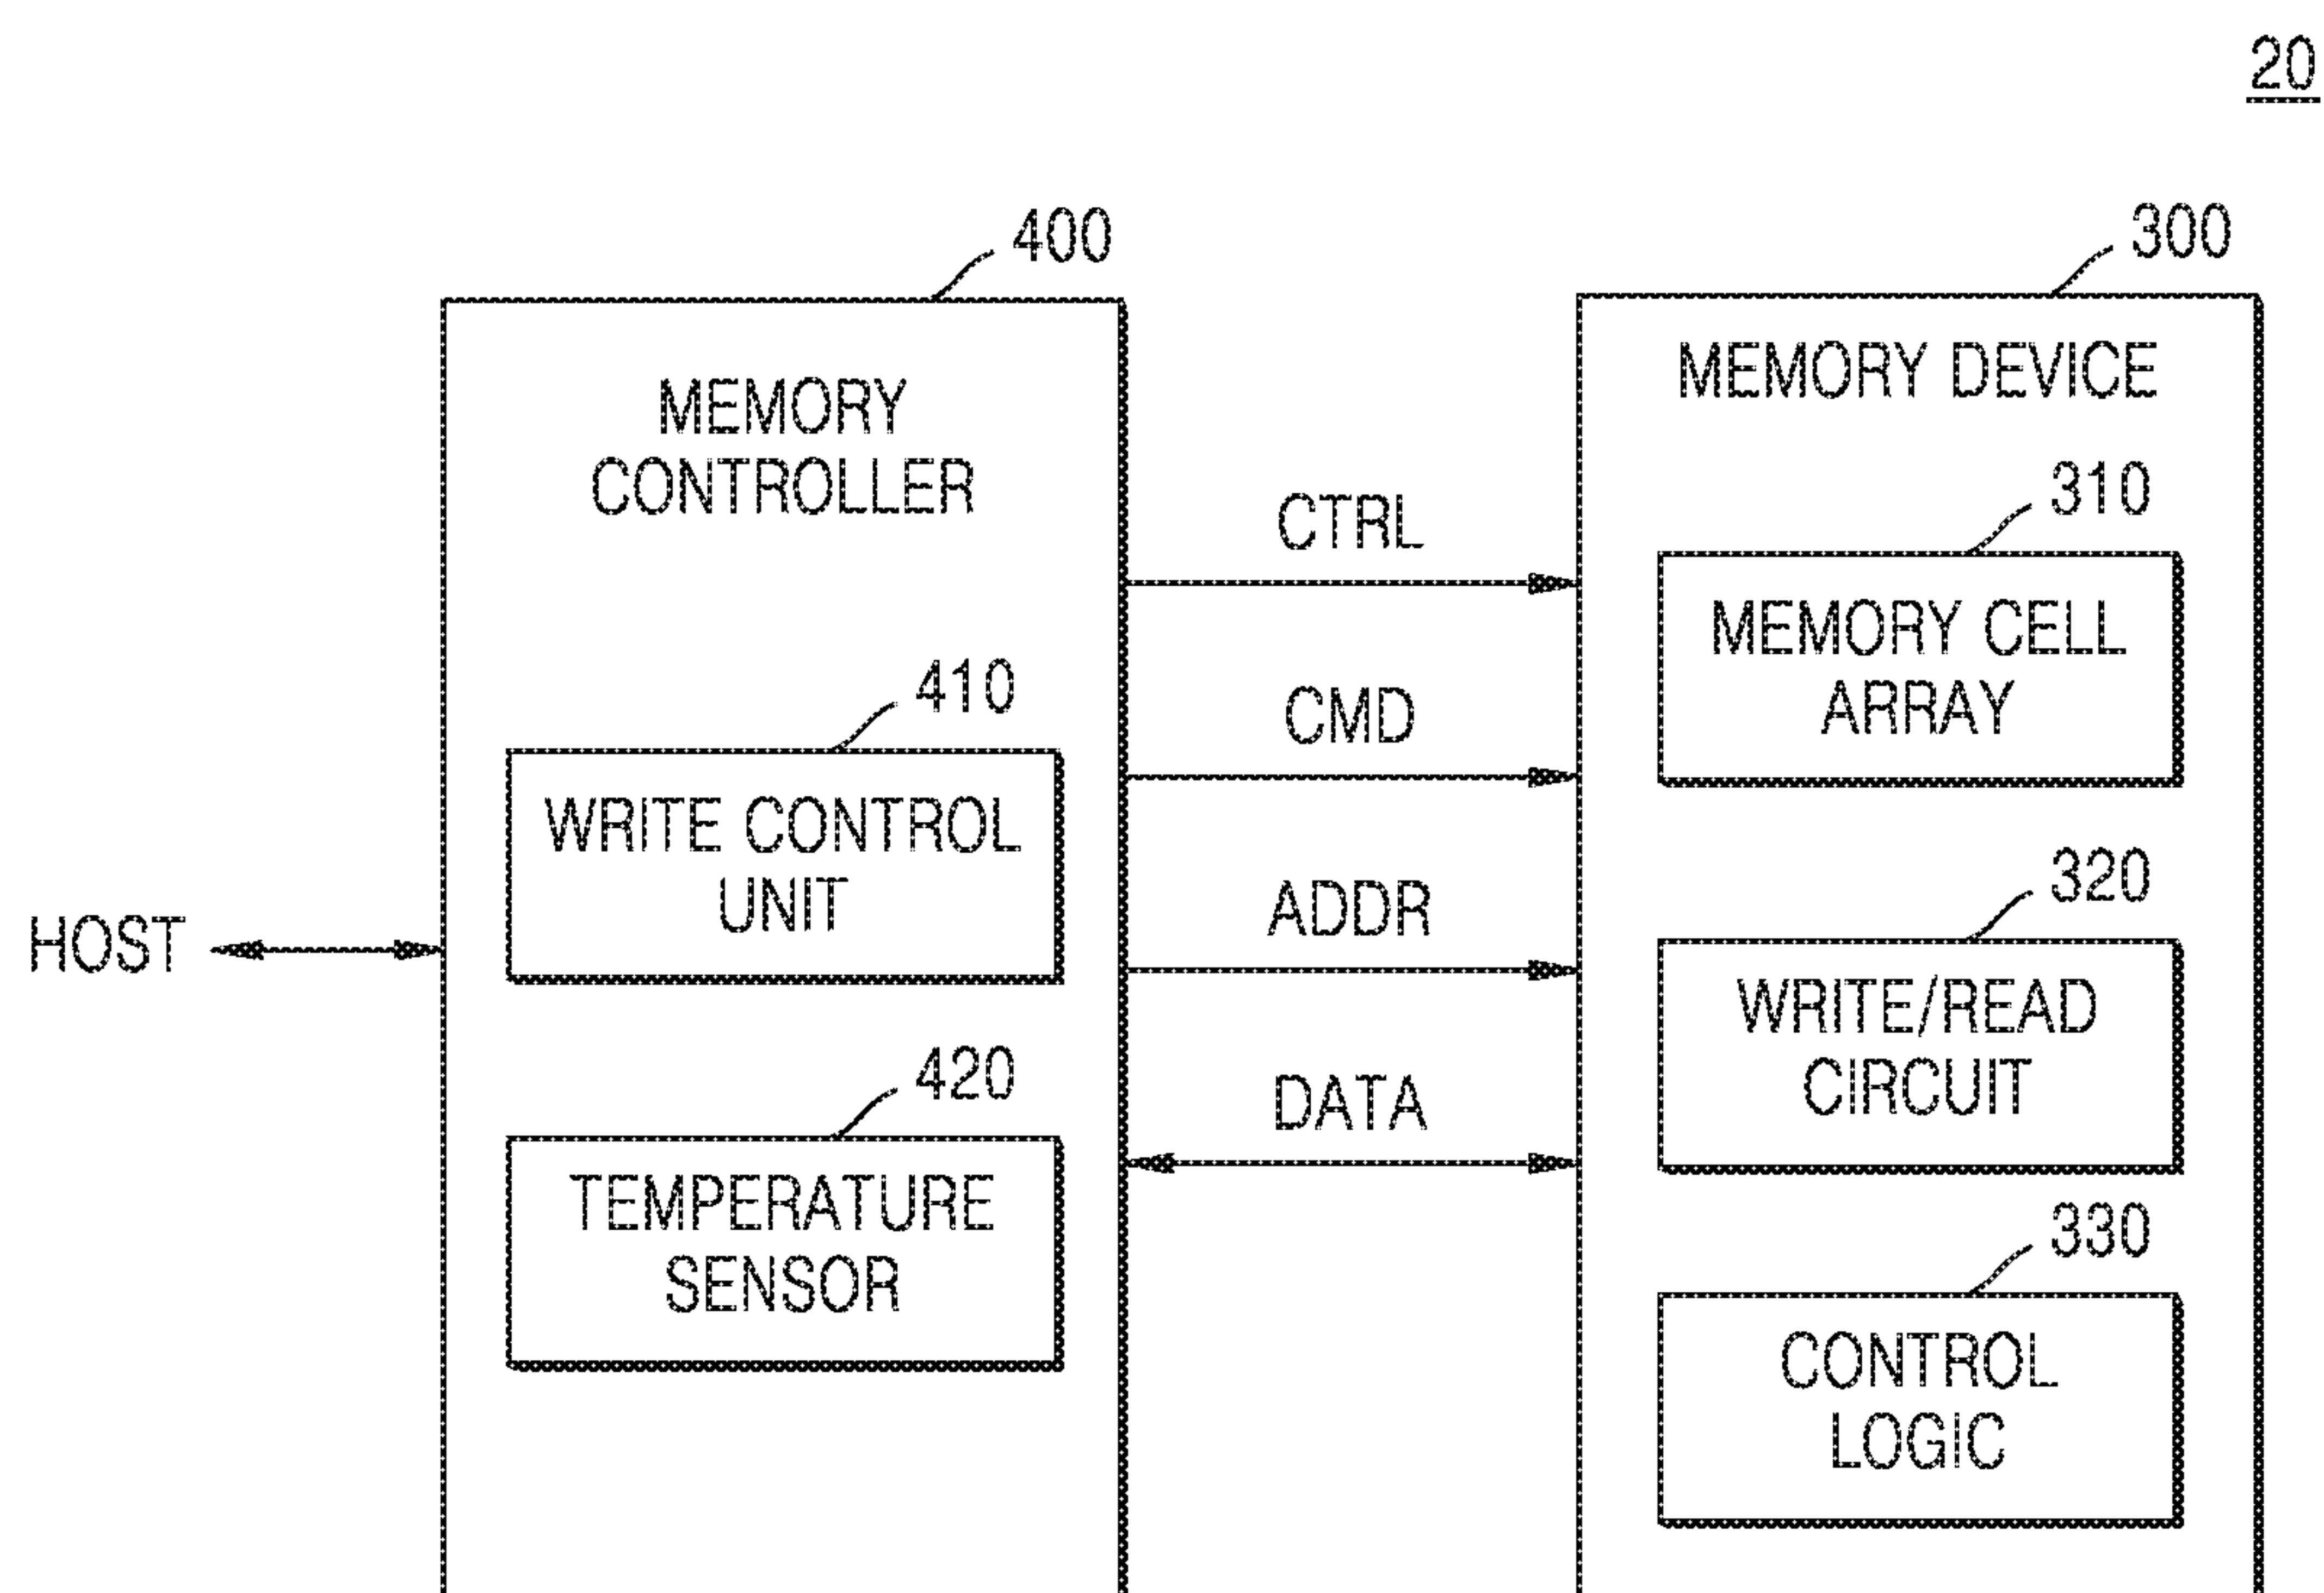 20
400
300
MEMORY
CONTROLLER
MEMORY DEVICE
CTRL
310
MEMORY CELL
ARRAY
410
CMD
WRITE CONTROL
UNIT
ADDR
320
HOST
WRITE/READ
CIRCUIT
420
DATA
TEMPERATURE
SENSOR
330
CONTROL
LOGIC